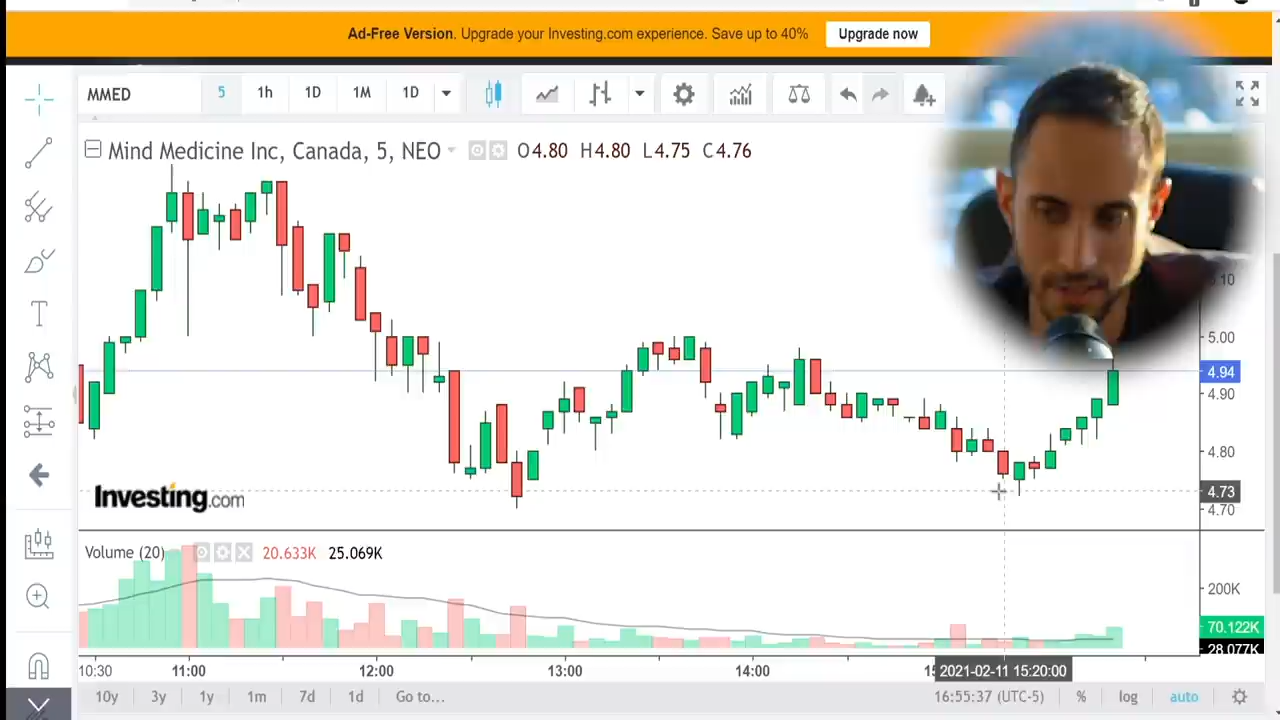 Ad-Free Version. Upgrade your Investing.com experience. Save up to 40% Upgrade now
MMED 5 1h 1D 1M 1D
Mind Medicine Inc, Canada, 5, NEO O4.80 H4.80 L4.75 C4.76
5.00
4.94
4.90
4.80
4.73
4.70
Investing.com
Volume (20) 20.633K 25.069K
200K
70.122K
28.077K
10:30 11:00 12:00 13:00 14:00 2021-02-11 15:20:00
10y 3y 1y 1m 7d 1d Go to... 16:55:37 (UTC-5) % log auto